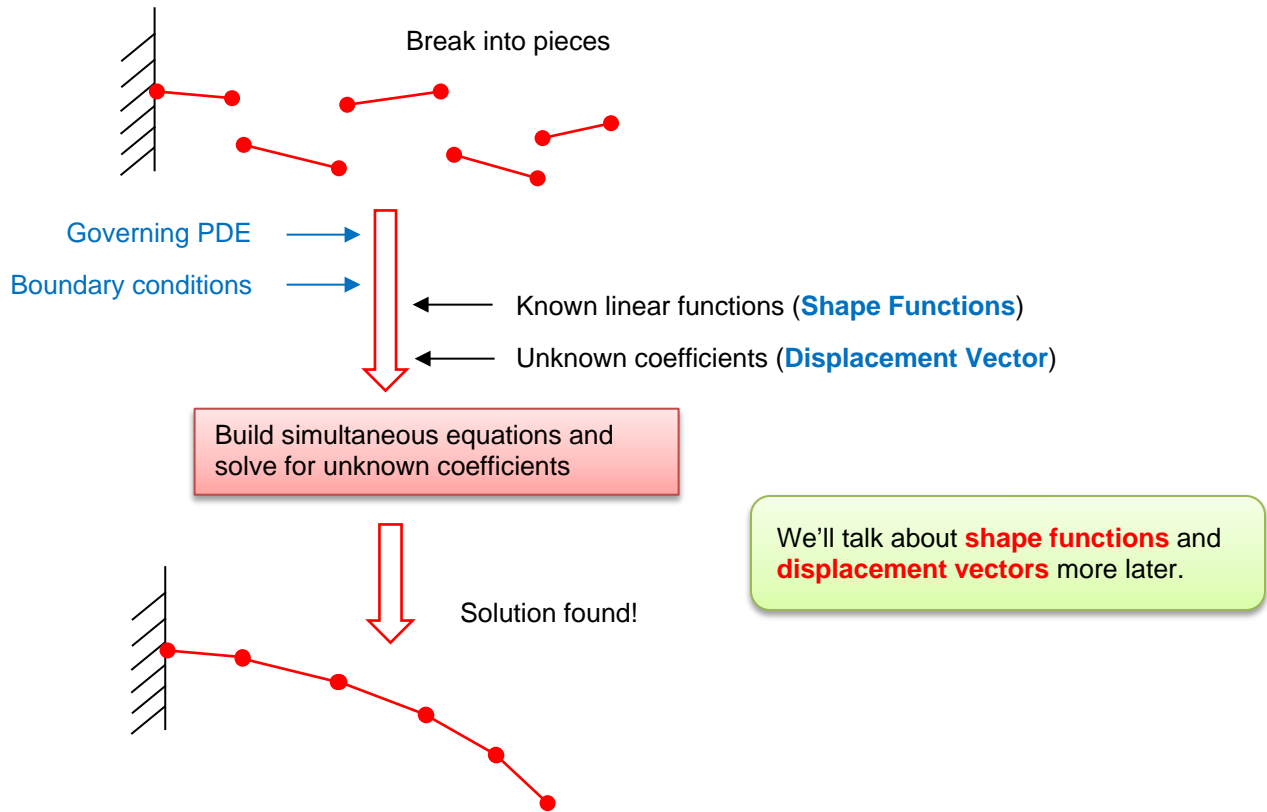 Break into pieces
Governing PDE
Boundary conditions
Known linear functions (Shape Functions)
Unknown coefficients (Displacement Vector)
Build simultaneous equations and
solve for unknown coefficients
We'll talk about shape functions and
displacement vectors more later.
Solution found!